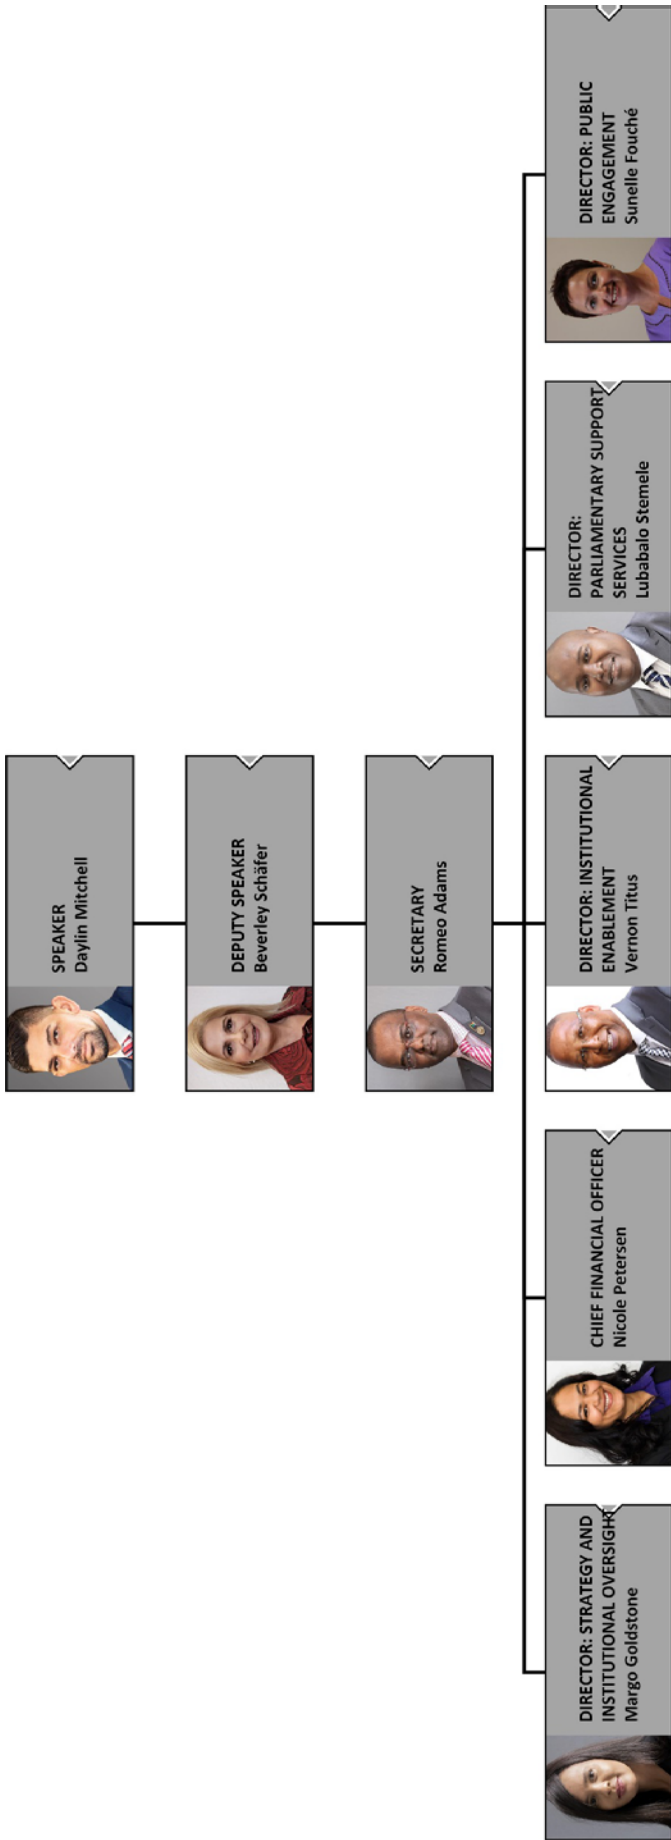 SPEAKER
Daylin Mitchell
DEPUTY SPEAKER
Beverley Schäfer
SECRETARY
Romeo Adams
DIRECTOR: STRATEGY AND
INSTITUTIONAL OVERSIGHT
Margo Goldstone
CHIEF FINANCIAL OFFICER
Nicole Petersen
DIRECTOR: INSTITUTIONAL
ENABLEMENT
Vernon Titus
DIRECTOR:
PARLIAMENTARY SUPPORT
SERVICES
Lubabalo Stemele
DIRECTOR: PUBLIC
ENGAGEMENT
Sunelle Fouché